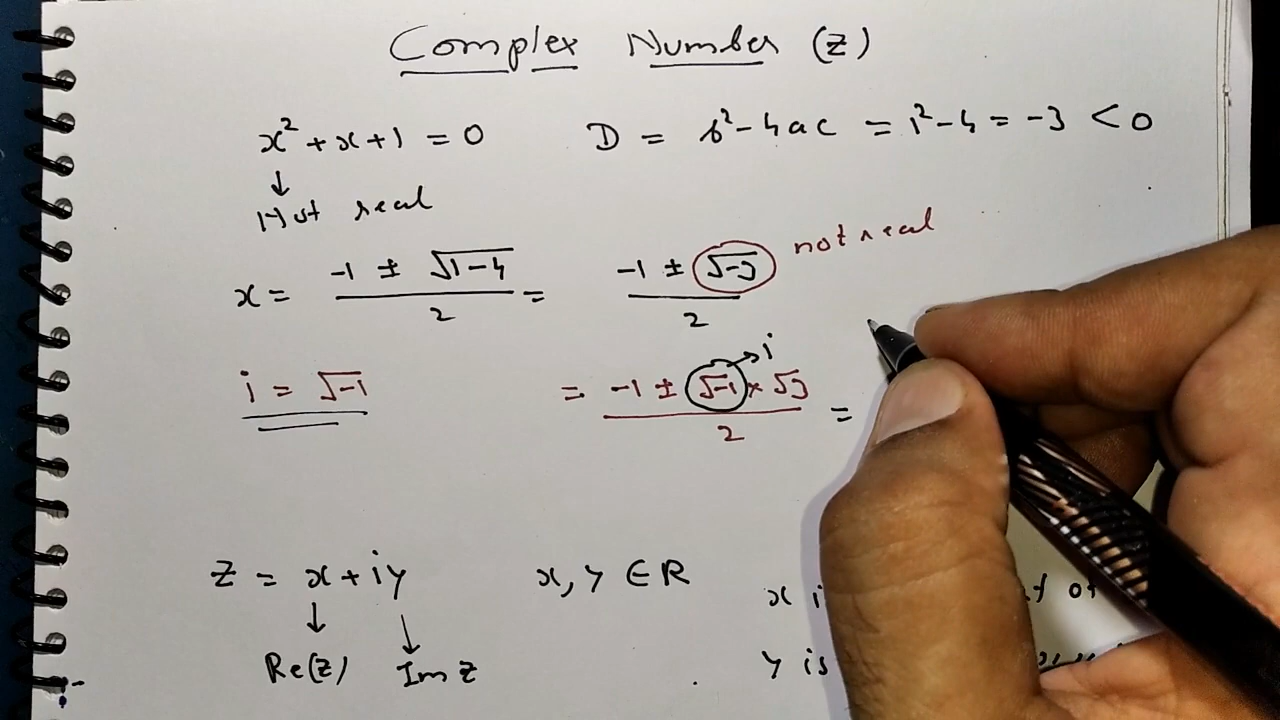 Complex Number (z)
x² + x + 1 = 0 D = b² - 4ac = 1² - 4 = -3 < 0
↓
Not real
x = (-1 ± √(1-4))/2 = (-1 ± √-3)/2 not real
i = √-1 = (-1 ± √-1 × √3)/2 = → i
z = x + iy x, y ∈ R x i of
↓ ↓
Re(z) Im z y is